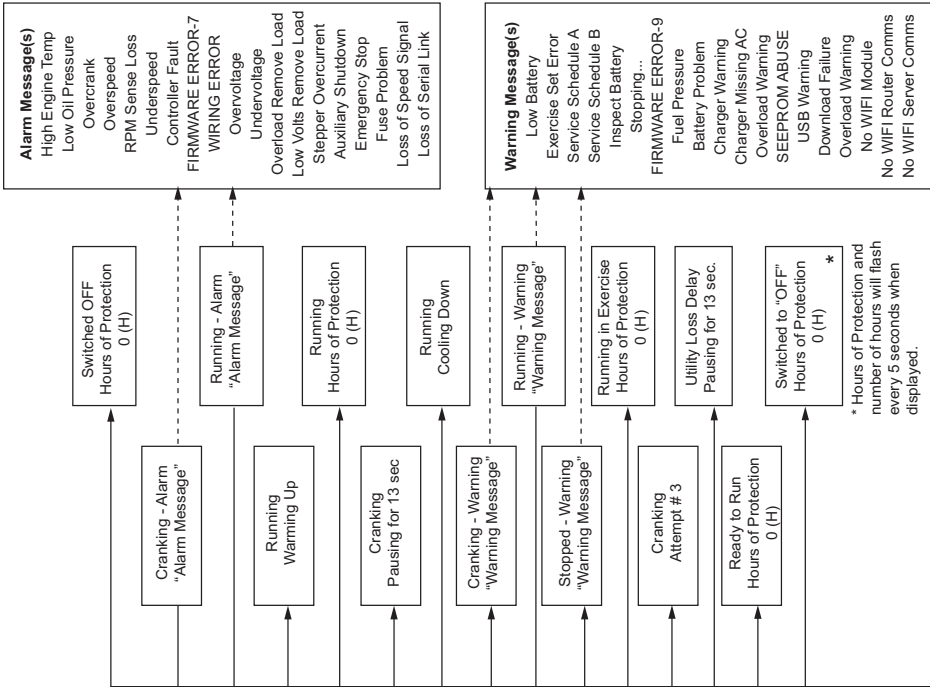 Alarm Message(s)
High Engine Temp
Low Oil Pressure
Overcrank
Overspeed
RPM Sense Loss
Underspeed
Controller Fault
FIRMWARE ERROR-7
WIRING ERROR
Overvoltage
Undervoltage
Overload Remove Load
Low Volts Remove Load
Stepper Overcurrent
Auxiliary Shutdown
Emergency Stop
Fuse Problem
Loss of Speed Signal
Loss of Serial Link
Warning Message(s)
Low Battery
Exercise Set Error
Service Schedule A
Service Schedule B
Inspect Battery
Stopping...
FIRMWARE ERROR-9
Fuel Pressure
Battery Problem
Charger Warning
Charger Missing AC
Overload Warning
SEEPROM ABUSE
USB Warning
Download Failure
Overload Warning
No WIFI Module
No WIFI Router Comms
No WIFI Server Comms
Switched OFF
Hours of Protection
0 (H)
Running - Alarm
“Alarm Message”
Running
Hours of Protection
0 (H)
Running
Cooling Down
Running - Warning
“Warning Message”
Running in Exercise
Hours of Protection
0 (H)
Utility Loss Delay
Pausing for 13 sec.
Switched to “OFF”
Hours of Protection
0 (H)
*
* Hours of Protection and
number of hours will flash
every 5 seconds when
displayed.
Cranking - Alarm
“Alarm Message”
Running
Warming Up
Cranking
Pausing for 13 sec
Cranking - Warning
“Warning Message”
Stopped - Warning
“Warning Message”
Cranking
Attempt # 3
Ready to Run
Hours of Protection
0 (H)